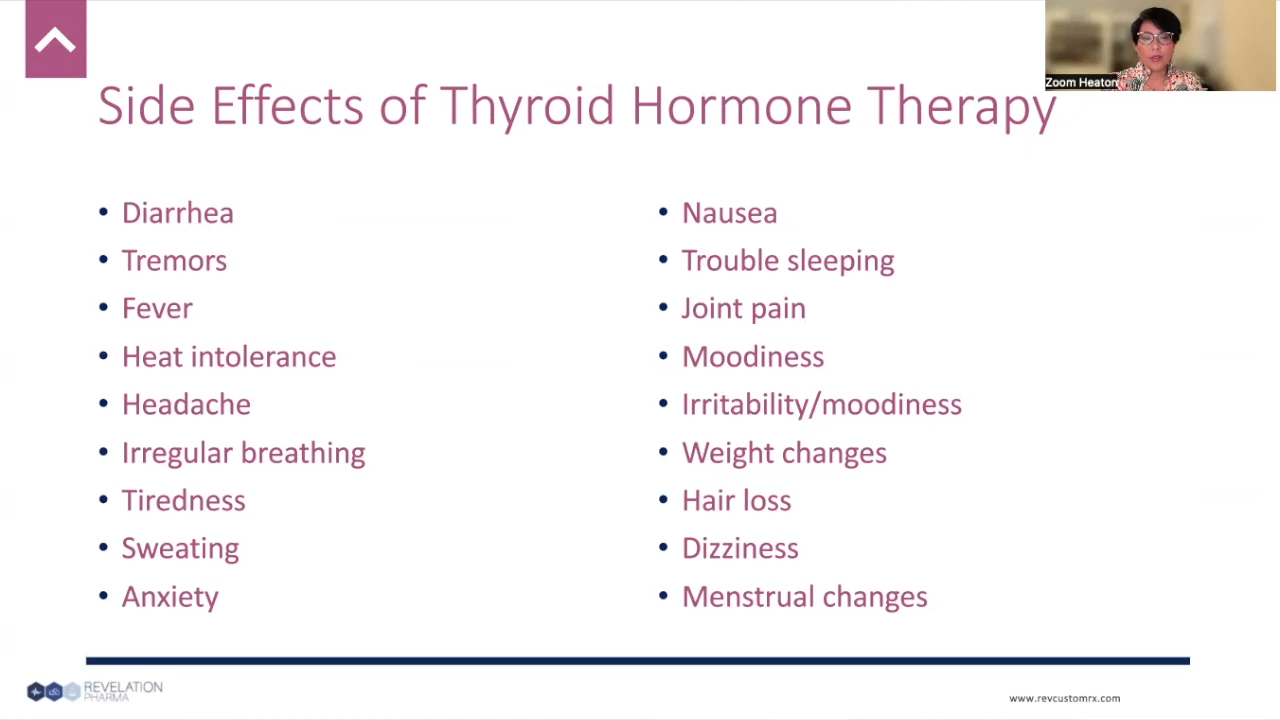 Zoom Heaton
Side Effects of Thyroid Hormone Therapy
• Diarrhea
• Tremors
• Fever
• Heat intolerance
• Headache
• Irregular breathing
• Tiredness
• Sweating
• Anxiety
• Nausea
• Trouble sleeping
• Joint pain
• Moodiness
• Irritability/moodiness
• Weight changes
• Hair loss
• Dizziness
• Menstrual changes
REVELATION
PHARMA
www.revcustomrx.com